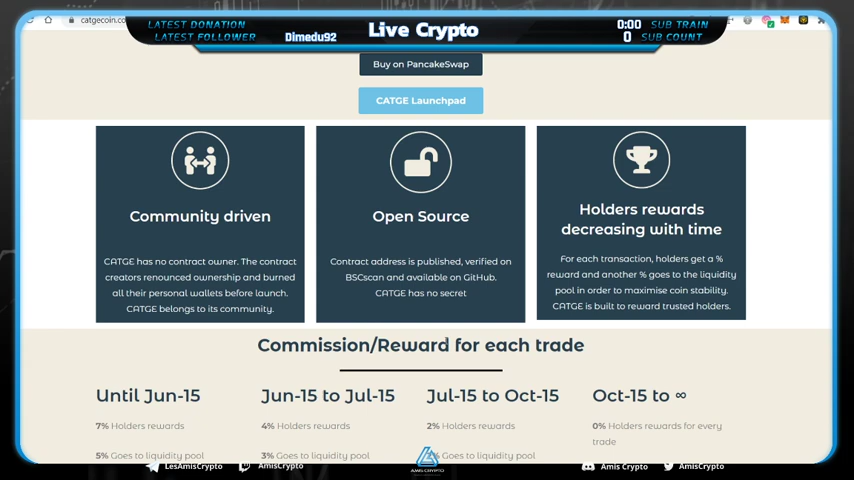 catgecoin.co
LATEST DONATION
LATEST FOLLOWER
Dimedu92
Live Crypto
0:00 SUB TRAIN
0 SUB COUNT
Buy on PancakeSwap
CATGE Launchpad
Community driven
CATGE has no contract owner. The contract
creators renounced ownership and burned
all their personal wallets before launch.
CATGE belongs to its community.
Open Source
Contract address is published, verified on
BSCscan and available on GitHub.
CATGE has no secret
Holders rewards
decreasing with time
For each transaction, holders get a %
reward and another % goes to the liquidity
pool in order to maximise coin stability.
CATGE is built to reward trusted holders.
Commission/Reward for each trade
Until Jun-15
7% Holders rewards
5% Goes to liquidity pool
Jun-15 to Jul-15
4% Holders rewards
3% Goes to liquidity pool
Jul-15 to Oct-15
2% Holders rewards
Goes to liquidity pool
Oct-15 to ∞
0% Holders rewards for every
trade
LesAmisCrypto
AmisCrypto
AMIS CRYPTO
Amis Crypto
AmisCrypto